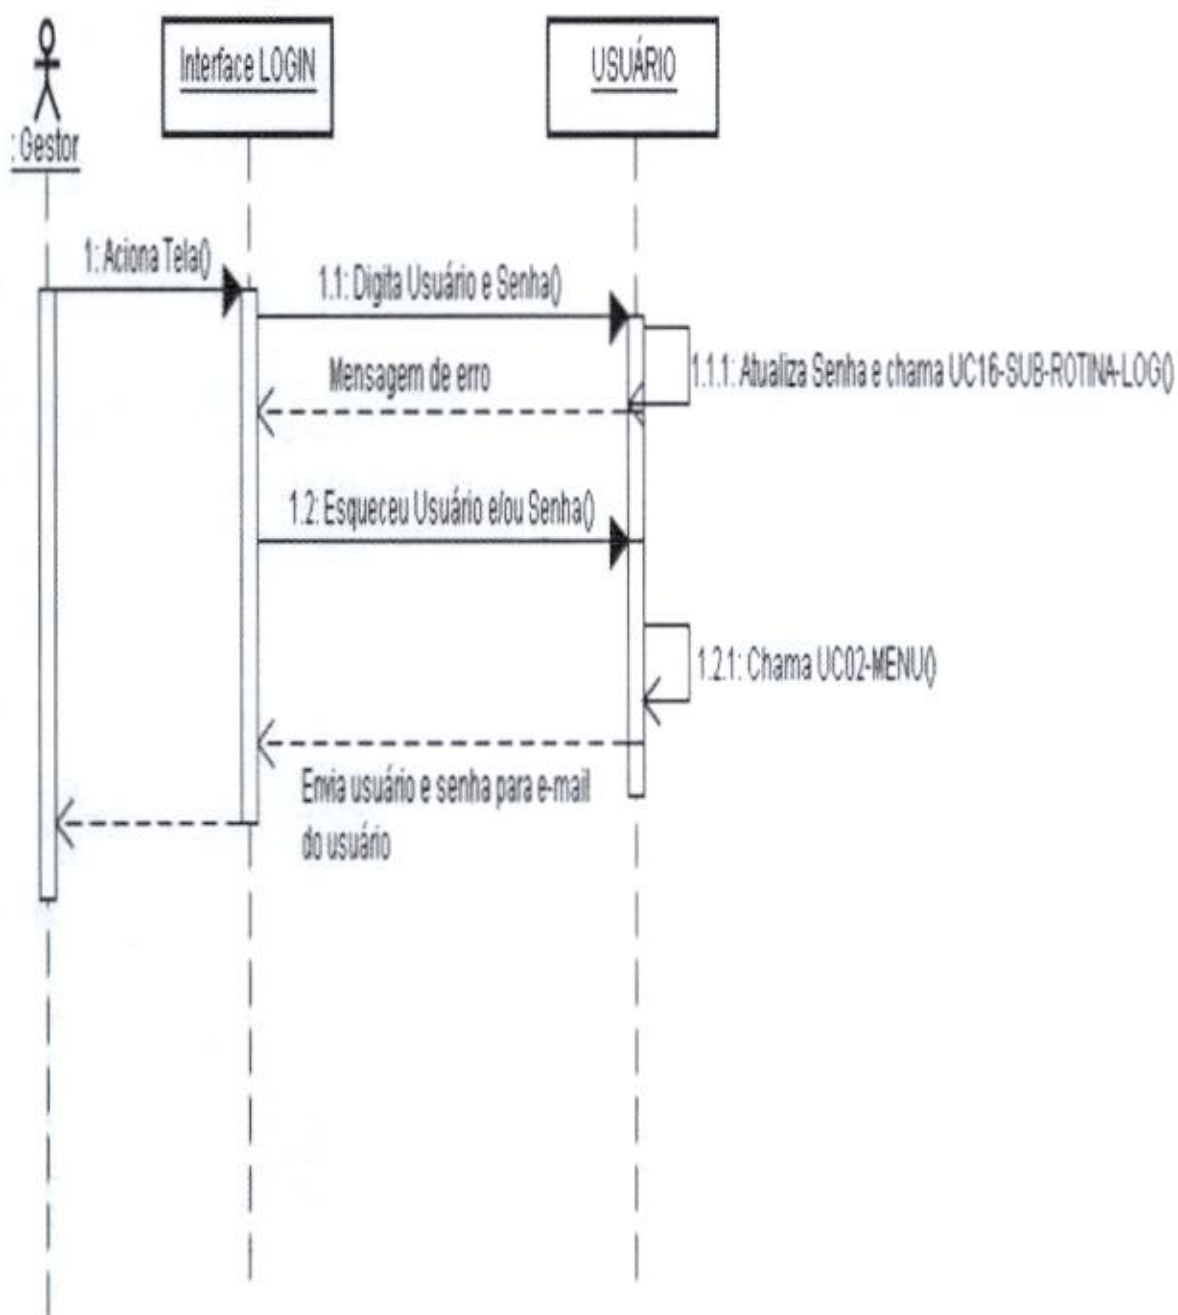 Interface LOGIN
USUÁRIO
: Gestor
1: Aciona Tela()
1.1: Digita Usuário e Senha()
1.1.1: Atualiza Senha e chama UC16-SUB-ROTINA-LOG()
Mensagem de erro
1.2: Esqueceu Usuário e/ou Senha()
1.2.1: Chama UC02-MENU()
Envia usuário e senha para e-mail
do usuário